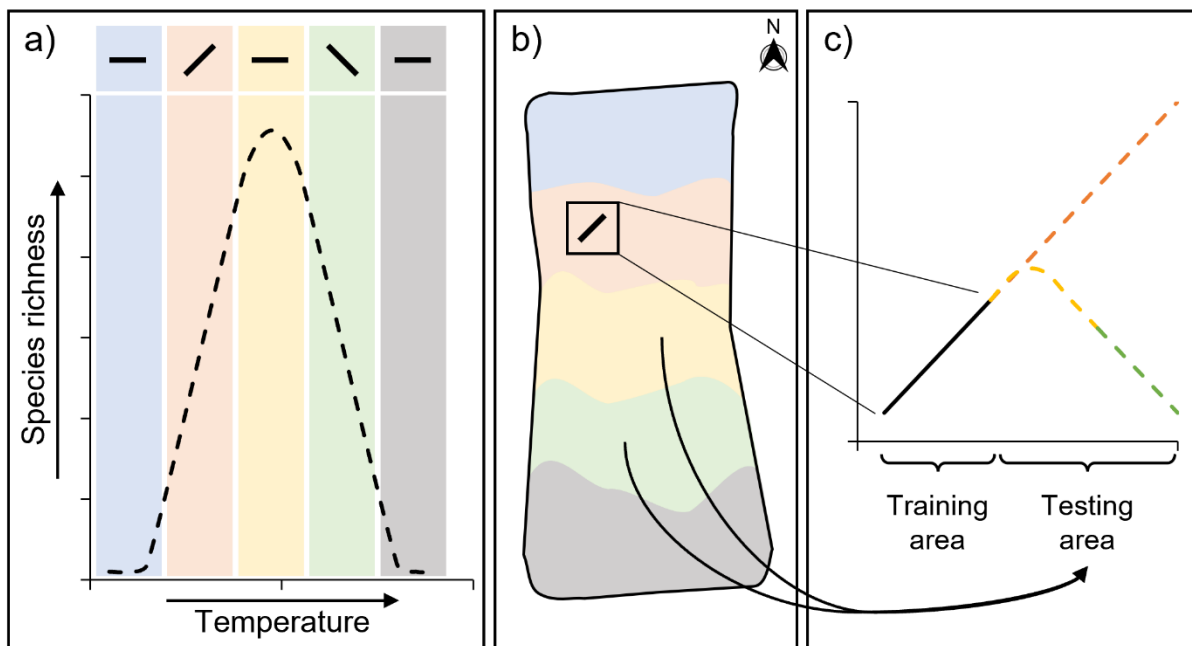 a)
Species richness
Temperature
b)
N
c)
Training
area
Testing
area